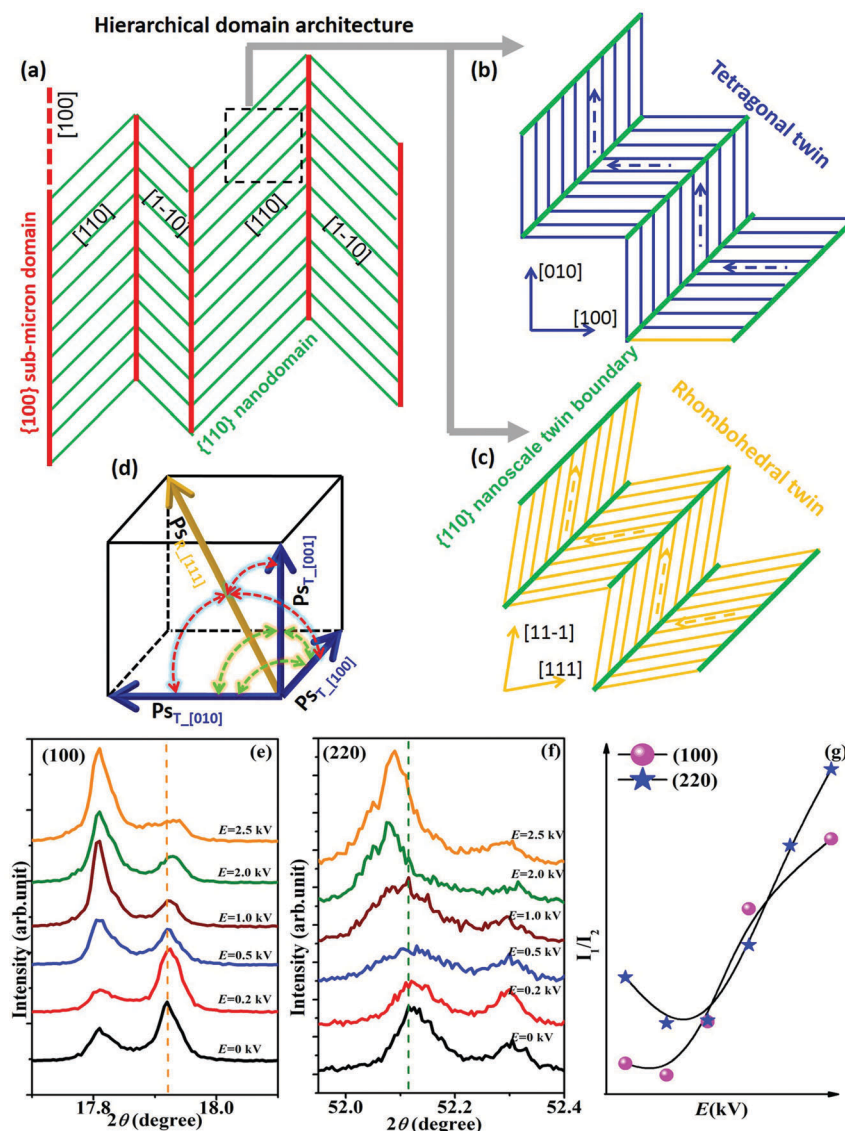 Hierarchical domain architecture
(a)
[100]
{100} sub-micron domain
[110]
[1-10]
[110]
[1-10]
{110} nanodomain
(b)
Tetragonal twin
[010]
[100]
{110} nanoscale twin boundary
(c)
Rhombohedral twin
[11-1]
[111]
(d)
PsR_[111]
PsT_[001]
PsT_[100]
PsT_[010]
(100)
(e)
E=2.5 kV
E=2.0 kV
E=1.0 kV
E=0.5 kV
E=0.2 kV
E=0 kV
Intensity (arb.unit)
17.8
18.0
2θ (degree)
(220)
(f)
E=2.5 kV
E=2.0 kV
E=1.0 kV
E=0.5 kV
E=0.2 kV
E=0 kV
Intensity (arb.unit)
52.0
52.2
52.4
2θ (degree)
(100)
(220)
(g)
I1/I2
E(kV)